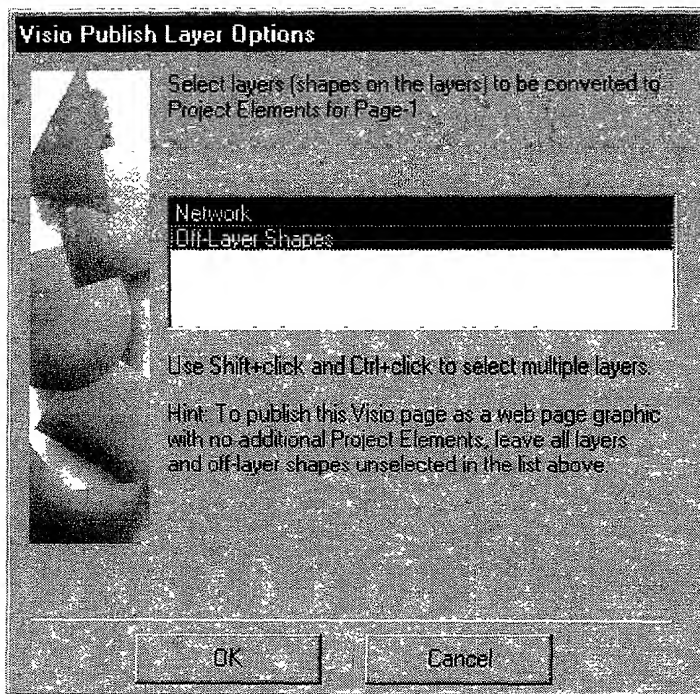 Visio Publish Layer Options
Select layers (shapes on the layers) to be converted to
Project Elements for Page-1
Network
Off-Layer Shapes
Use Shift+click and Ctrl+click to select multiple layers.
Hint: To publish this Visio page as a web page graphic
with no additional Project Elements, leave all layers
and off-layer shapes unselected in the list above.
OK
Cancel